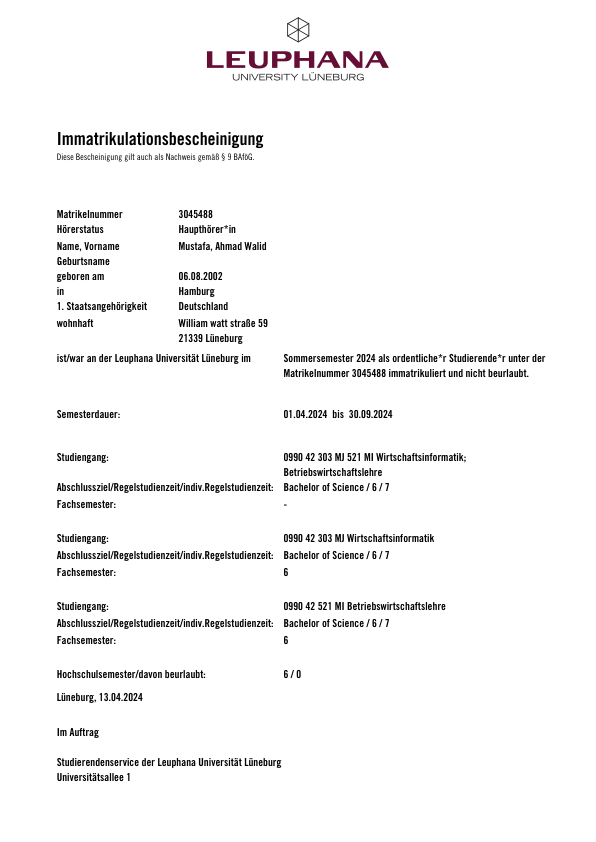 LEUPHANA
UNIVERSITY LÜNEBURG
Immatrikulationsbescheinigung
Diese Bescheinigung gilt auch als Nachweis gemäß § 9 BAföG.
Matrikelnummer 3045488
Hörerstatus Haupthörer*in
Name, Vorname Mustafa, Ahmad Walid
Geburtsname
geboren am 06.08.2002
in Hamburg
1. Staatsangehörigkeit Deutschland
wohnhaft William watt straße 59
21339 Lüneburg
ist/war an der Leuphana Universität Lüneburg im Sommersemester 2024 als ordentliche*r Studierende*r unter der
Matrikelnummer 3045488 immatrikuliert und nicht beurlaubt.
Semesterdauer: 01.04.2024 bis 30.09.2024
Studiengang: 0990 42 303 MJ 521 MI Wirtschaftsinformatik;
Betriebswirtschaftslehre
Abschlussziel/Regelstudienzeit/indiv.Regelstudienzeit: Bachelor of Science / 6 / 7
Fachsemester: -
Studiengang: 0990 42 303 MJ Wirtschaftsinformatik
Abschlussziel/Regelstudienzeit/indiv.Regelstudienzeit: Bachelor of Science / 6 / 7
Fachsemester: 6
Studiengang: 0990 42 521 MI Betriebswirtschaftslehre
Abschlussziel/Regelstudienzeit/indiv.Regelstudienzeit: Bachelor of Science / 6 / 7
Fachsemester: 6
Hochschulsemester/davon beurlaubt: 6 / 0
Lüneburg, 13.04.2024
Im Auftrag
Studierendenservice der Leuphana Universität Lüneburg
Universitätsallee 1